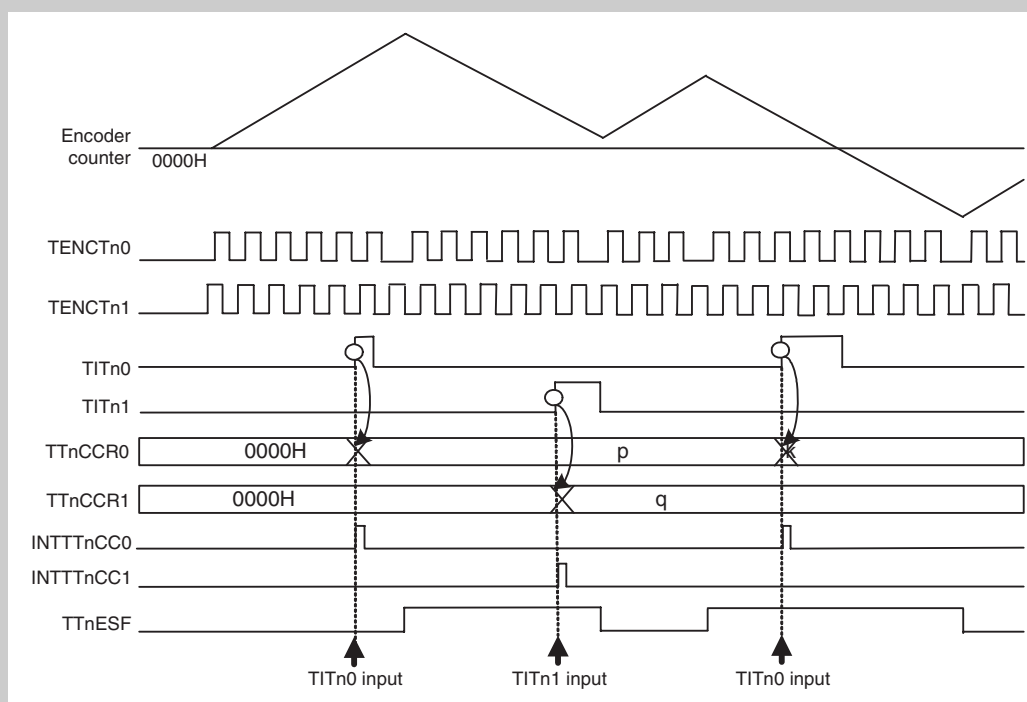 Encoder
counter
0000H
TENCTn0
TENCTn1
TITn0
TITn1
TTnCCR0
0000H
p
k
TTnCCR1
0000H
q
INTTTnCC0
INTTTnCC1
TTnESF
TITn0 input
TITn1 input
TITn0 input